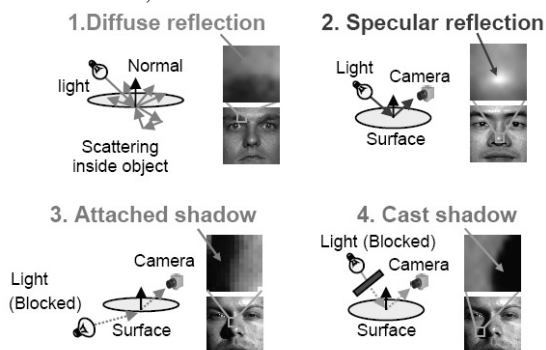 1.Diffuse reflection
light
Normal
Scattering
inside object
2. Specular reflection
Light
Camera
Surface
3. Attached shadow
Light
(Blocked)
Camera
Surface
4. Cast shadow
Light (Blocked)
Camera
Surface